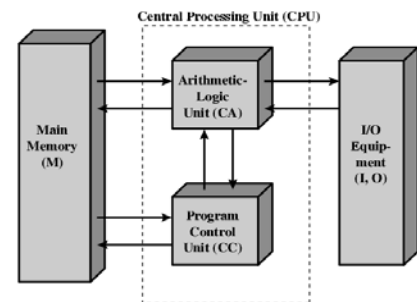 Central Processing Unit (CPU)
Arithmetic-
Logic
Unit (CA)
Main
Memory
(M)
I/O
Equip-
ment
(I, O)
Program
Control
Unit (CC)